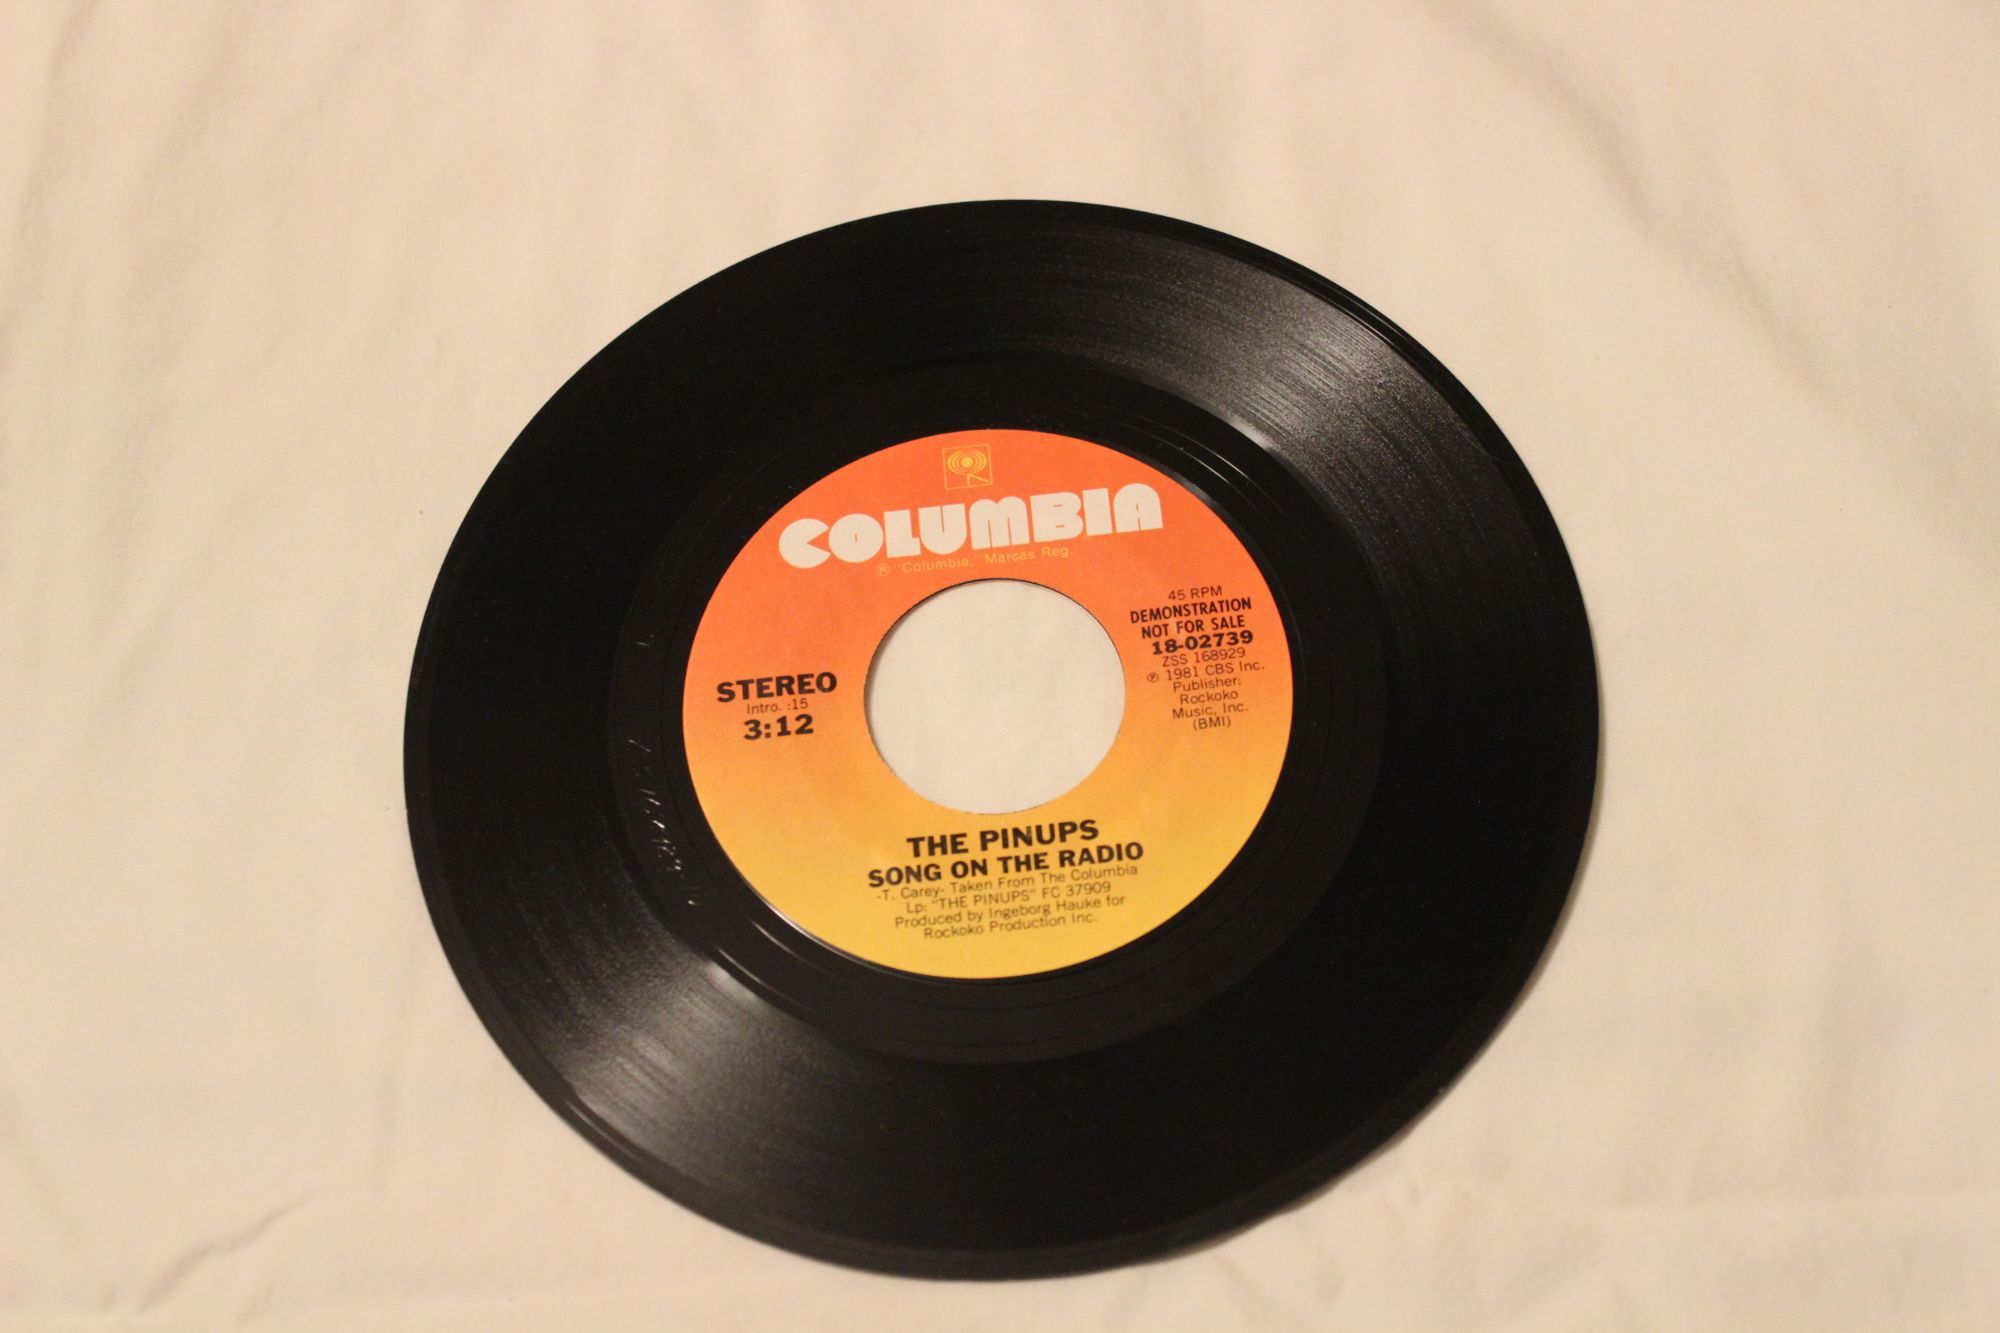 COLUMBIA
® "Columbia," Marcas Reg.
45 RPM
DEMONSTRATION
NOT FOR SALE
18-02739
ZSS 168929
℗ 1981 CBS Inc.
Publisher:
Rockoko
Music, Inc.
(BMI)
STEREO
Intro. :15
3:12
THE PINUPS
SONG ON THE RADIO
-T. Carey- Taken From The Columbia
Lp: "THE PINUPS" FC 37909
Produced by Ingeborg Hauke for
Rockoko Production Inc.